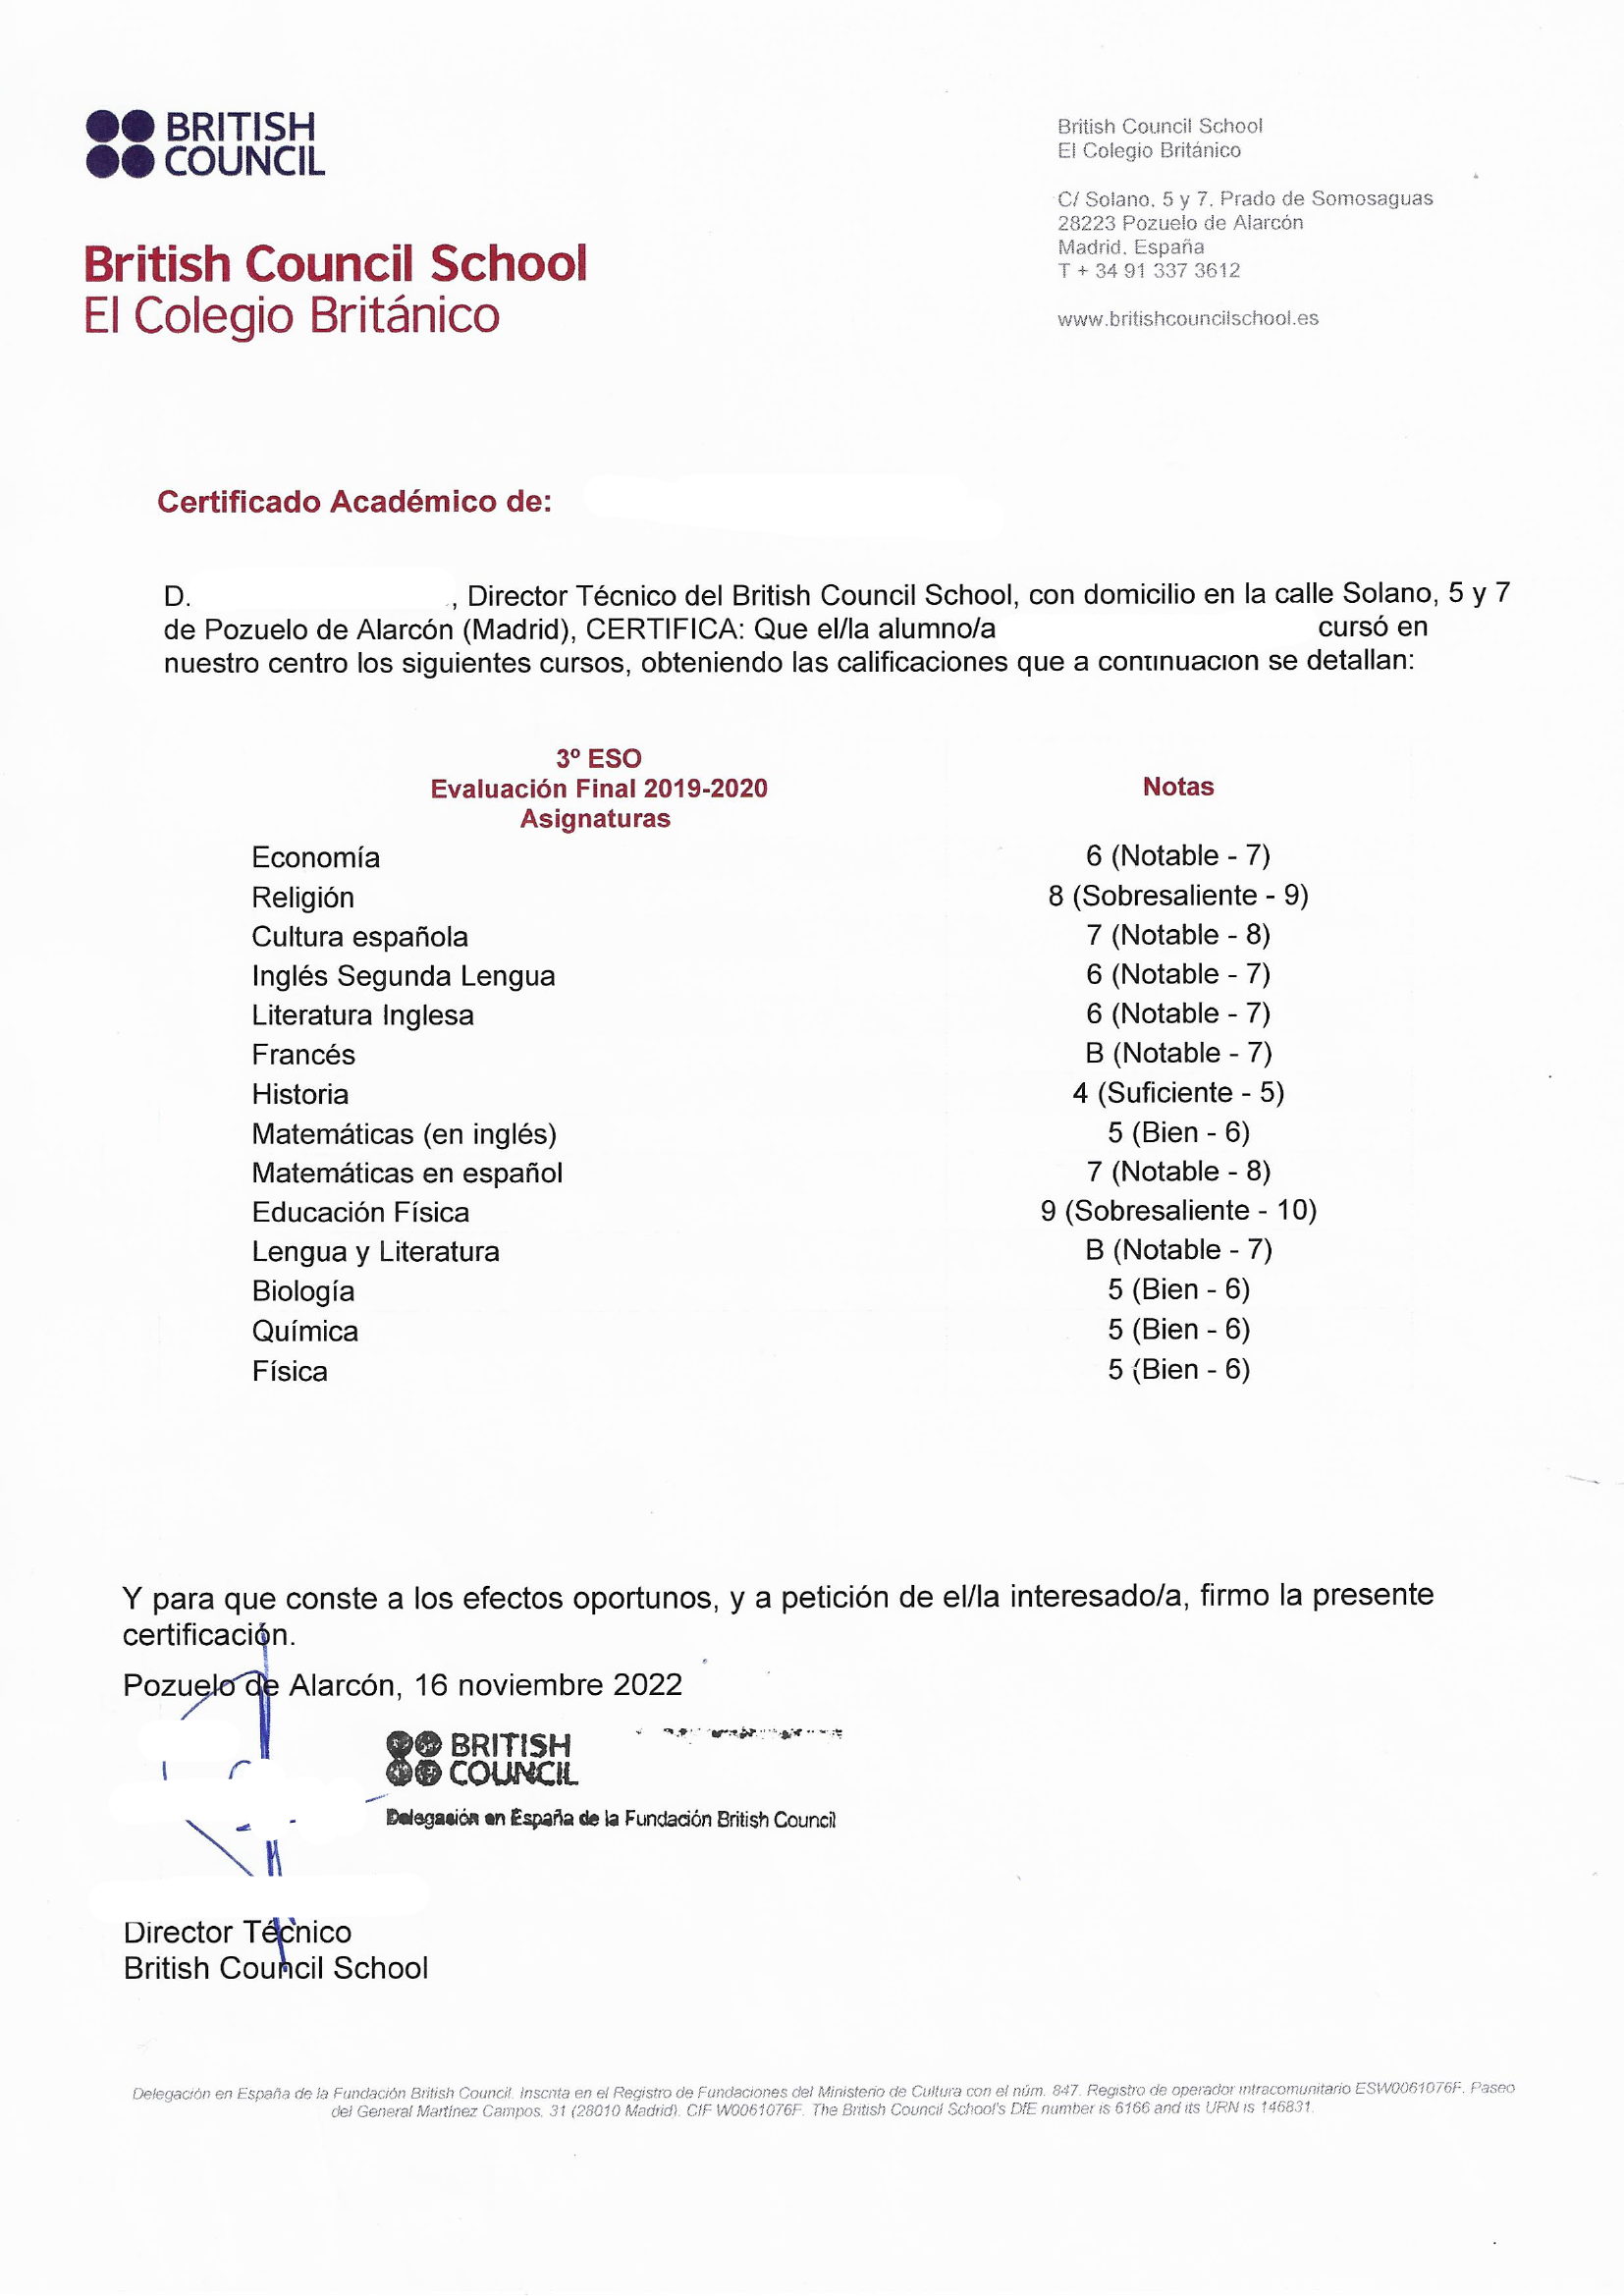 BRITISH
COUNCIL
British Council School
El Colegio Británico
British Council School
El Colegio Británico
C/ Solano, 5 y 7. Prado de Somosaguas
28223 Pozuelo de Alarcón
Madrid. España
T + 34 91 337 3612
www.britishcouncilschool.es
Certificado Académico de:
D. , Director Técnico del British Council School, con domicilio en la calle Solano, 5 y 7
de Pozuelo de Alarcón (Madrid), CERTIFICA: Que el/la alumno/a cursó en
nuestro centro los siguientes cursos, obteniendo las calificaciones que a continuación se detallan:
3º ESO
Evaluación Final 2019-2020
Asignaturas
Notas
Economía 6 (Notable - 7)
Religión 8 (Sobresaliente - 9)
Cultura española 7 (Notable - 8)
Inglés Segunda Lengua 6 (Notable - 7)
Literatura Inglesa 6 (Notable - 7)
Francés B (Notable - 7)
Historia 4 (Suficiente - 5)
Matemáticas (en inglés) 5 (Bien - 6)
Matemáticas en español 7 (Notable - 8)
Educación Física 9 (Sobresaliente - 10)
Lengua y Literatura B (Notable - 7)
Biología 5 (Bien - 6)
Química 5 (Bien - 6)
Física 5 (Bien - 6)
Y para que conste a los efectos oportunos, y a petición de el/la interesado/a, firmo la presente
certificación.
Pozuelo de Alarcón, 16 noviembre 2022
BRITISH
COUNCIL
Delegación en España de la Fundación British Council
Director Técnico
British Council School
Delegación en España de la Fundación British Council. Inscrita en el Registro de Fundaciones del Ministerio de Cultura con el núm. 847. Registro de operador intracomunitario ESW0061076F. Paseo
del General Martínez Campos, 31 (28010 Madrid). CIF W0061076F. The British Council School's DfE number is 6166 and its URN is 146831.